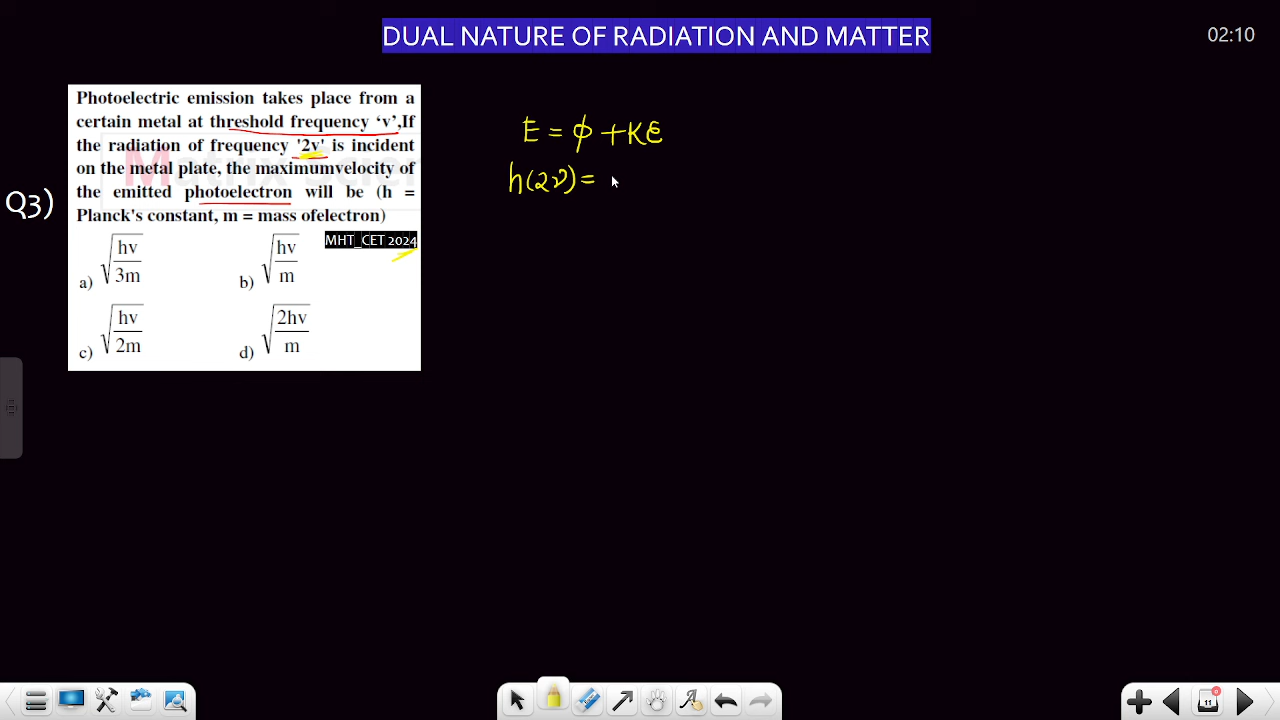 DUAL NATURE OF RADIATION AND MATTER
02:10
Q3)
Photoelectric emission takes place from a
certain metal at threshold frequency ‘v’,If
the radiation of frequency '2v' is incident
on the metal plate, the maximumvelocity of
the emitted photoelectron will be (h =
Planck's constant, m = mass ofelectron)
MHT_CET 2024
a) √(hv/3m)
b) √(hv/m)
c) √(hv/2m)
d) √(2hv/m)
E = ϕ + KE
h(2ν) =
11